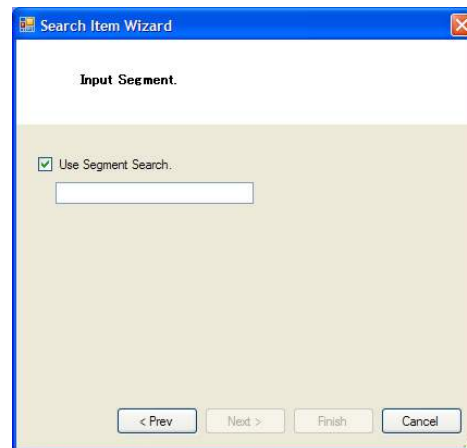 Search Item Wizard
Input Segment.
Use Segment Search.
< Prev
Next >
Finish
Cancel